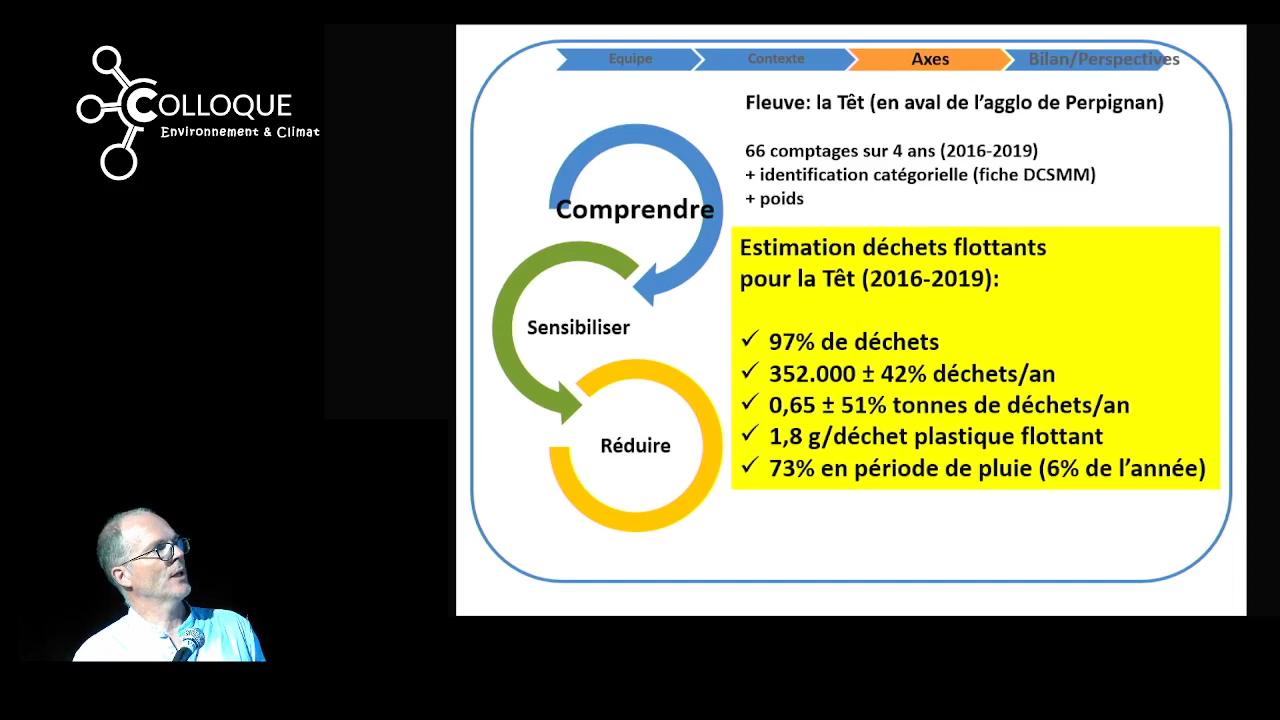 COLLOQUE
Environnement & Climat
Equipe
Contexte
Axes
Bilan/Perspectives
Fleuve: la Têt (en aval de l’agglo de Perpignan)
66 comptages sur 4 ans (2016-2019)
+ identification catégorielle (fiche DCSMM)
+ poids
Comprendre
Sensibiliser
Réduire
Estimation déchets flottants
pour la Têt (2016-2019):
✓ 97% de déchets
✓ 352.000 ± 42% déchets/an
✓ 0,65 ± 51% tonnes de déchets/an
✓ 1,8 g/déchet plastique flottant
✓ 73% en période de pluie (6% de l’année)